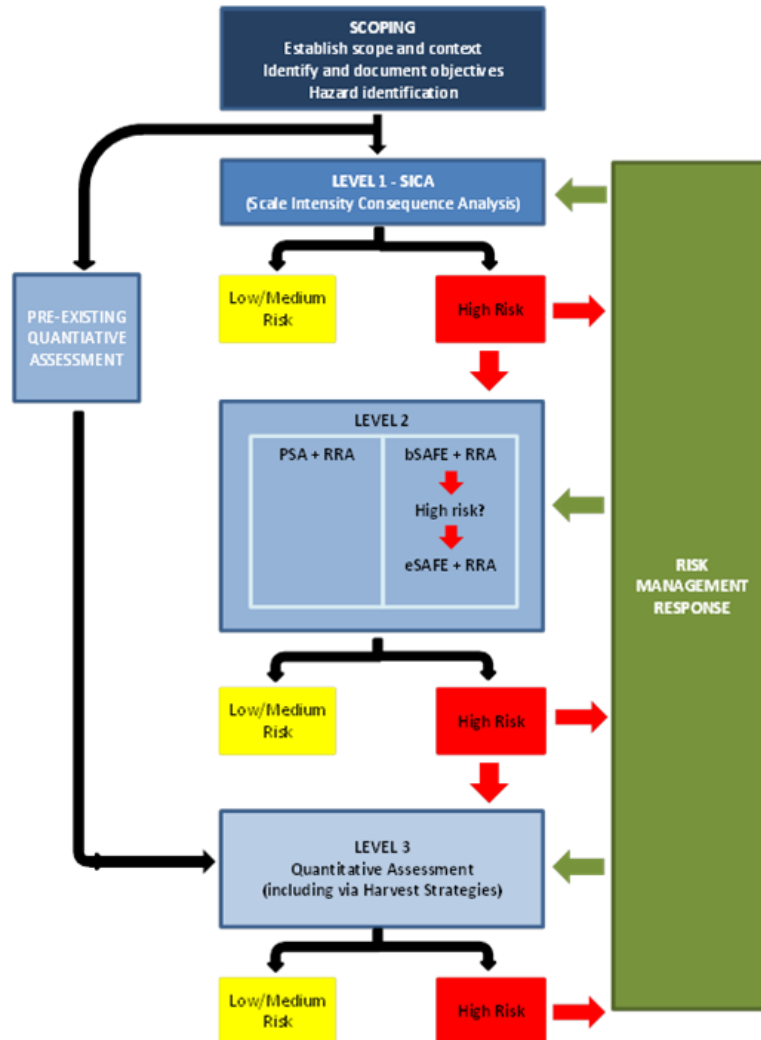 SCOPING
Establish scope and context
Identify and document objectives
Hazard identification
LEVEL 1 - SICA
(Scale Intensity Consequence Analysis)
Low/Medium
Risk
High Risk
PRE-EXISTING
QUANTIATIVE
ASSESSMENT
LEVEL 2
PSA + RRA
bSAFE + RRA
High risk?
eSAFE + RRA
RISK
MANAGEMENT
RESPONSE
Low/Medium
Risk
High Risk
LEVEL 3
Quantitative Assessment
(including via Harvest Strategies)
Low/Medium
Risk
High Risk